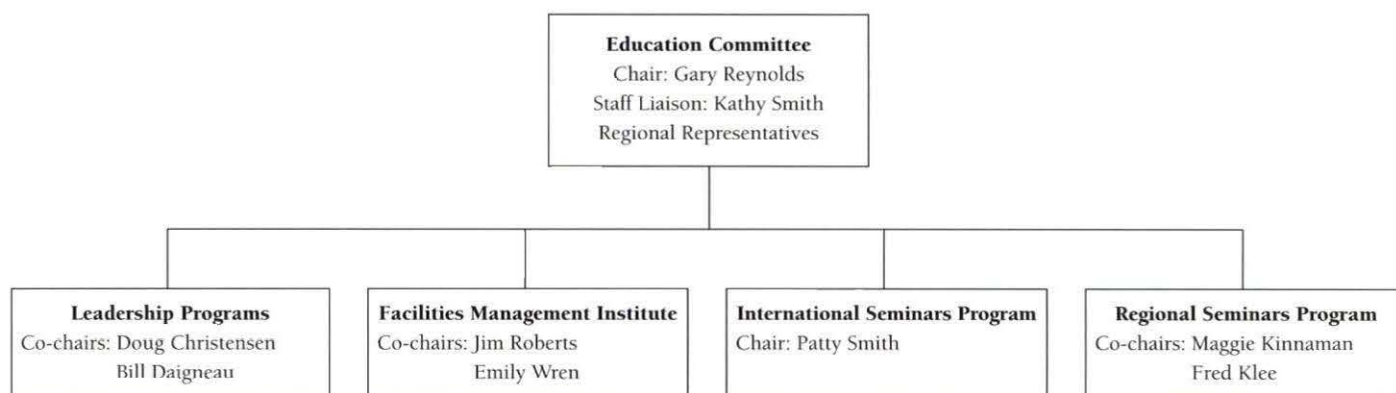 Education Committee
Chair: Gary Reynolds
Staff Liaison: Kathy Smith
Regional Representatives
Leadership Programs
Co-chairs: Doug Christensen
Bill Daigneau
Facilities Management Institute
Co-chairs: Jim Roberts
Emily Wren
International Seminars Program
Chair: Patty Smith
Regional Seminars Program
Co-chairs: Maggie Kinnaman
Fred Klee